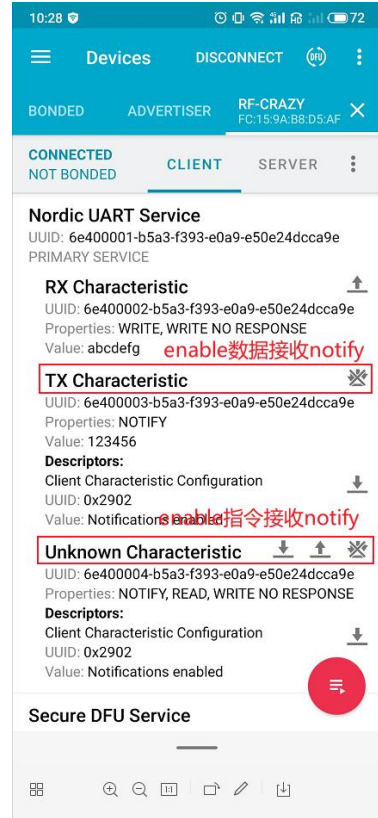 10:28 72
Devices DISCONNECT DFU
BONDED ADVERTISER RF-CRAZY
FC:15:9A:B8:D5:AF
CONNECTED
NOT BONDED CLIENT SERVER
Nordic UART Service
UUID: 6e400001-b5a3-f393-e0a9-e50e24dcca9e
PRIMARY SERVICE
RX Characteristic
UUID: 6e400002-b5a3-f393-e0a9-e50e24dcca9e
Properties: WRITE, WRITE NO RESPONSE
Value: abcdefg enable数据接收notify
TX Characteristic
UUID: 6e400003-b5a3-f393-e0a9-e50e24dcca9e
Properties: NOTIFY
Value: 123456
Descriptors:
Client Characteristic Configuration
UUID: 0x2902
Value: Notifications enabled enable指令接收notify
Unknown Characteristic
UUID: 6e400004-b5a3-f393-e0a9-e50e24dcca9e
Properties: NOTIFY, READ, WRITE NO RESPONSE
Descriptors:
Client Characteristic Configuration
UUID: 0x2902
Value: Notifications enabled
Secure DFU Service
1:1